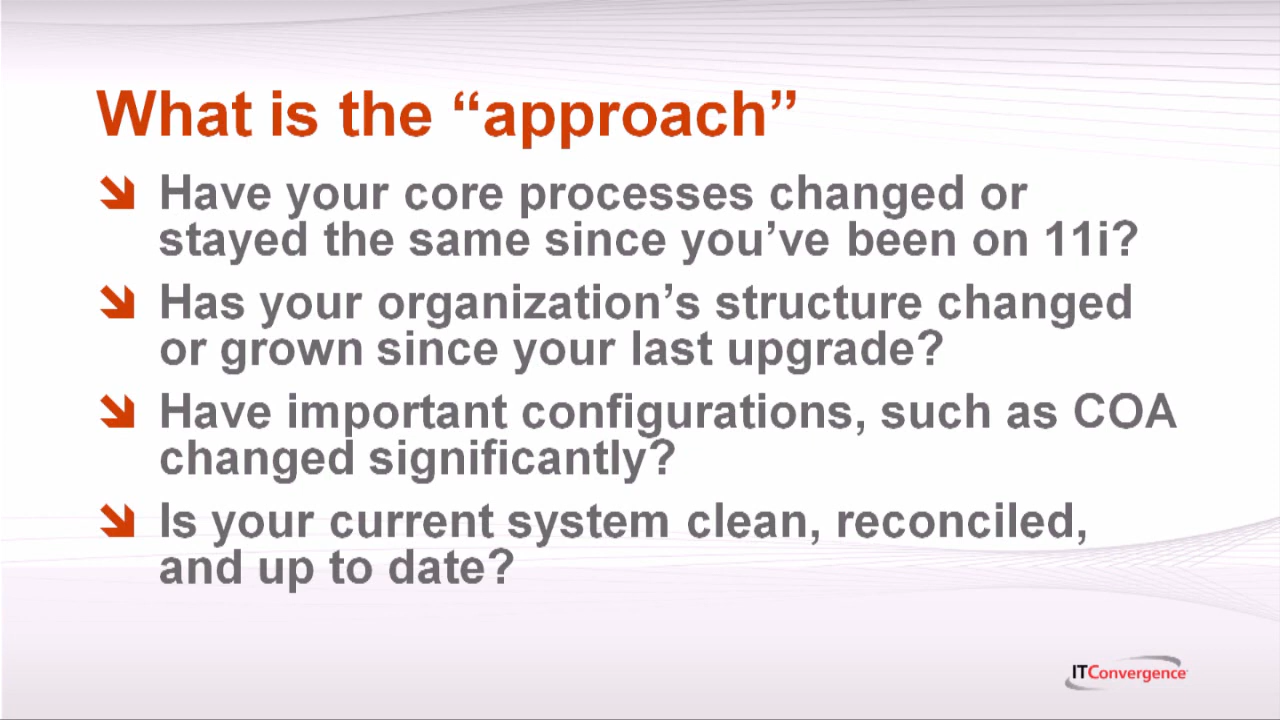 What is the “approach”
Have your core processes changed or
stayed the same since you’ve been on 11i?
Has your organization’s structure changed
or grown since your last upgrade?
Have important configurations, such as COA
changed significantly?
Is your current system clean, reconciled,
and up to date?
ITConvergence